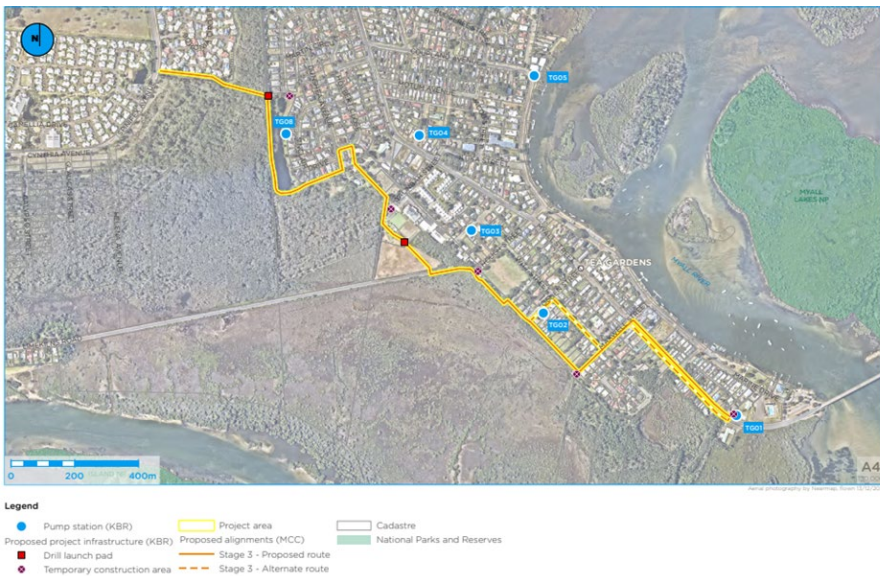 N
TG05
TG08
TG04
MYALL
LAKES NP
TG03
TEA GARDENS
MYALL RIVER
TG02
TG01
0 200 400m
A4
Legend
Pump station (KBR)
Project area
Cadastre
Proposed project infrastructure (KBR)
Proposed alignments (MCC)
National Parks and Reserves
Drill launch pad
Stage 3 - Proposed route
Temporary construction area
Stage 3 - Alternate route